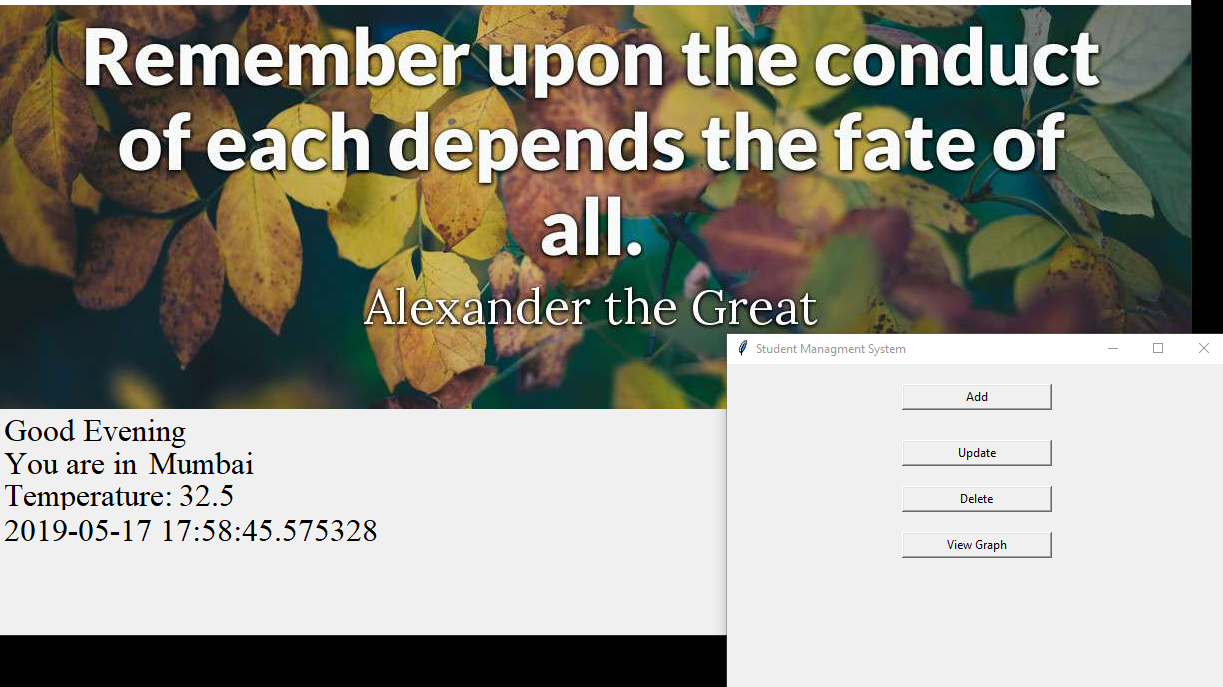 Remember upon the conduct
of each depends the fate of
all.
Alexander the Great
Good Evening
You are in Mumbai
Temperature: 32.5
2019-05-17 17:58:45.575328
Student Managment System
Add
Update
Delete
View Graph